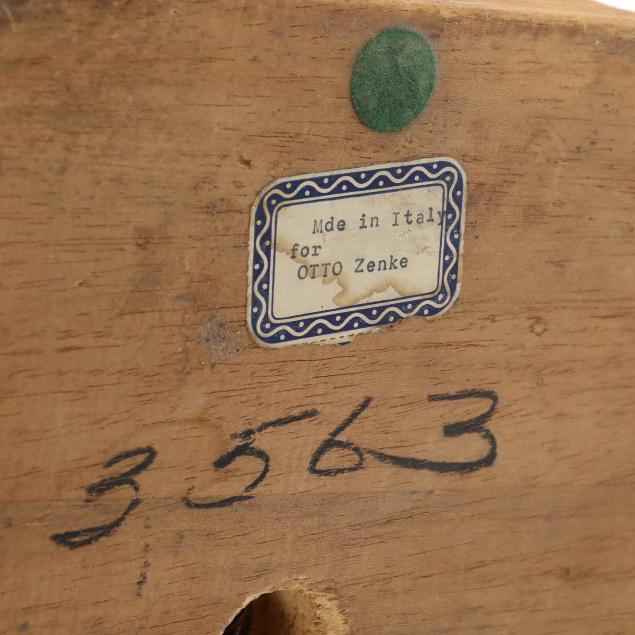 Mde in Italy
for
OTTO Zenke
3563